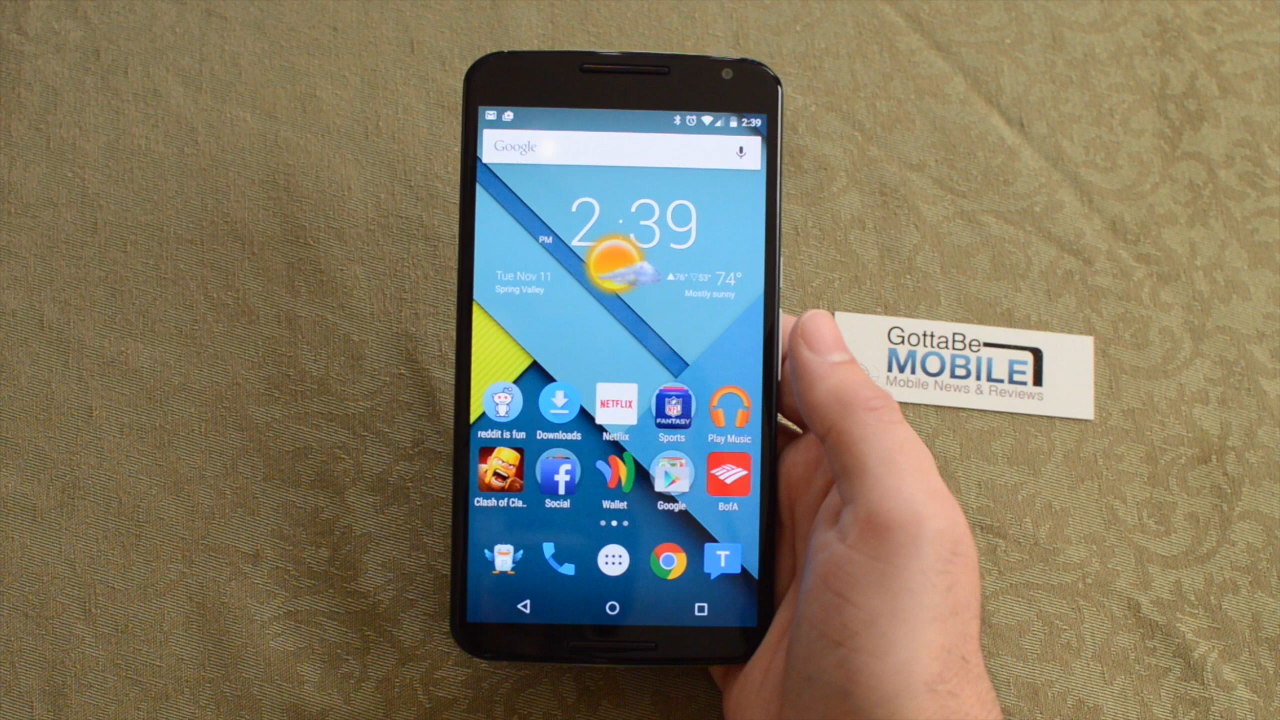 2:39
Google
2:39
PM
Tue Nov 11
Spring Valley
▲76° ▽53° 74°
Mostly sunny
NETFLIX
NFL
FANTASY
reddit is fun Downloads Netflix Sports Play Music
Clash of Cla.. Social Wallet Google BofA
T
GottaBe
MOBILE
Mobile News & Reviews